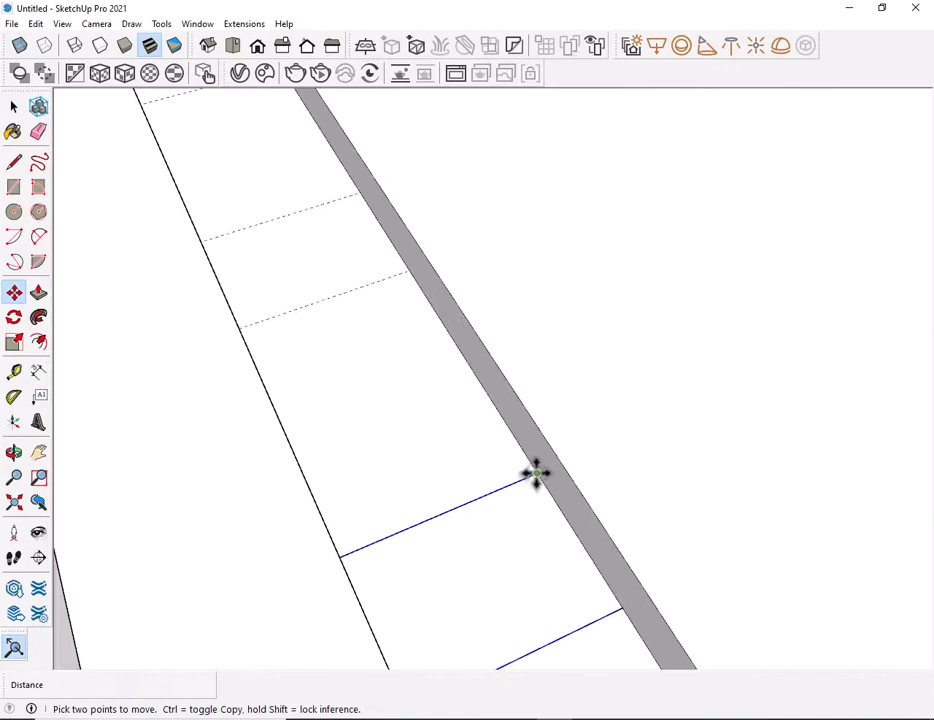 Untitled - SketchUp Pro 2021
File Edit View Camera Draw Tools Window Extensions Help
A1
Distance
Pick two points to move. Ctrl = toggle Copy, hold Shift = lock inference.